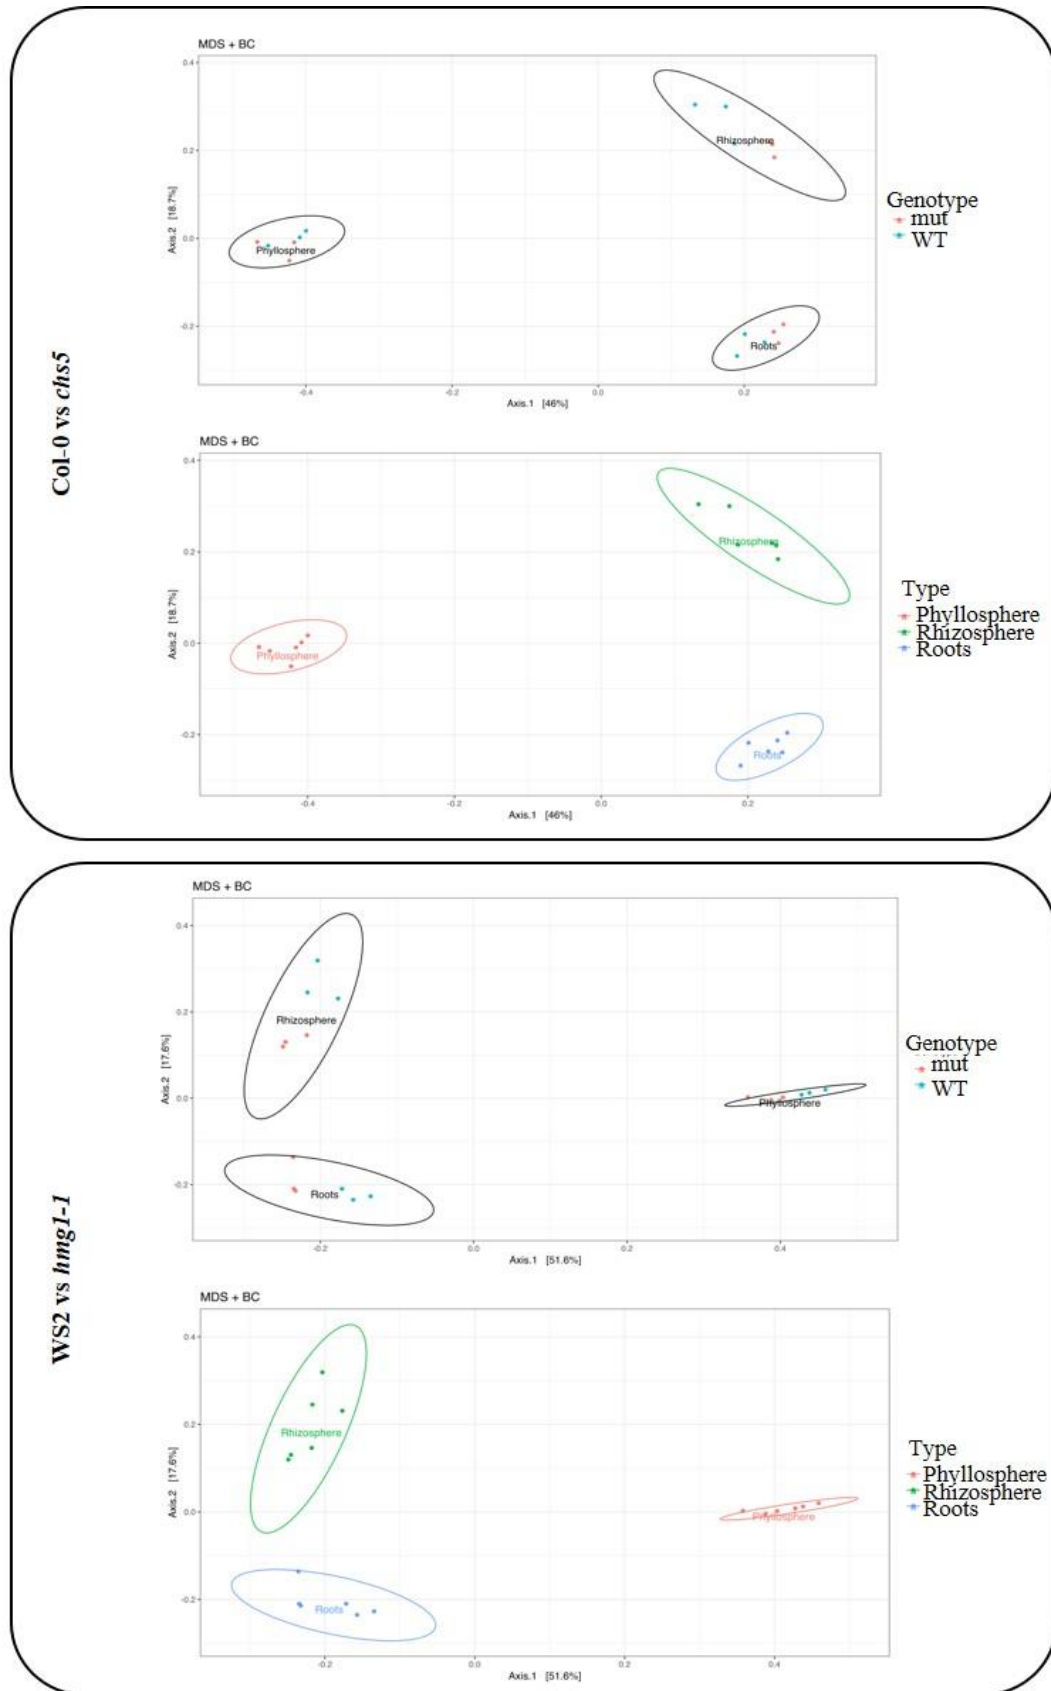 Col-0 vs chs5
MDS + BC
0.4
0.2
0.0
-0.2
Axis.2 [18.7%]
Rhizosphere
Phyllosphere
Roots
-0.4
-0.2
0.0
0.2
Axis.1 [46%]
Genotype
mut
WT
MDS + BC
0.4
0.2
0.0
-0.2
Axis.2 [18.7%]
Rhizosphere
Phyllosphere
Roots
-0.4
-0.2
0.0
0.2
Axis.1 [46%]
Type
Phyllosphere
Rhizosphere
Roots
WS2 vs hmg1-1
MDS + BC
0.4
0.2
0.0
-0.2
Axis.2 [17.6%]
Rhizosphere
Phyllosphere
Roots
-0.2
0.0
0.2
0.4
Axis.1 [51.6%]
Genotype
mut
WT
MDS + BC
0.4
0.2
0.0
-0.2
Axis.2 [17.6%]
Rhizosphere
Phyllosphere
Roots
-0.2
0.0
0.2
0.4
Axis.1 [51.6%]
Type
Phyllosphere
Rhizosphere
Roots